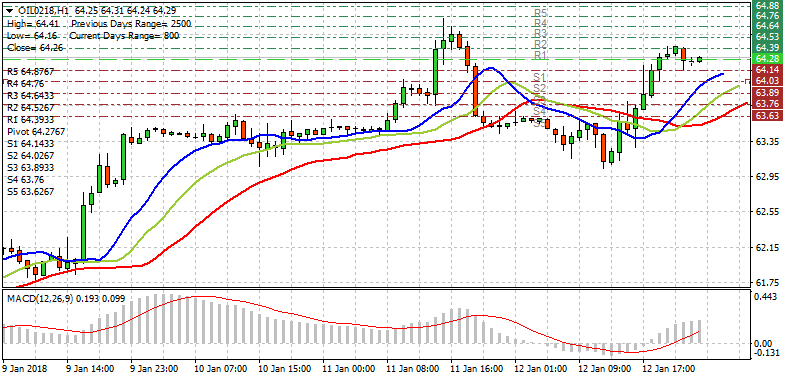 OIL0218,H1 64.25 64.31 64.24 64.29
High= 64.41 Previous Days Range= 2500
Low= 64.16 Current Days Range= 800
Close= 64.26
R5 64.8767
R4 64.76
R3 64.6433
R2 64.5267
R1 64.3933
Pivot 64.2767
S1 64.1433
S2 64.0267
S3 63.8933
S4 63.76
S5 63.6267
R5
R4
R3
R2
R1
S1
S2
S4
64.88
64.76
64.64
64.53
64.39
64.28
64.14
64.03
63.89
63.76
63.63
63.35
62.95
62.55
62.15
61.75
MACD(12,26,9) 0.193 0.099
0.443
0.00
-0.131
9 Jan 2018
9 Jan 14:00
9 Jan 23:00
10 Jan 07:00
10 Jan 15:00
11 Jan 00:00
11 Jan 08:00
11 Jan 16:00
12 Jan 01:00
12 Jan 09:00
12 Jan 17:00